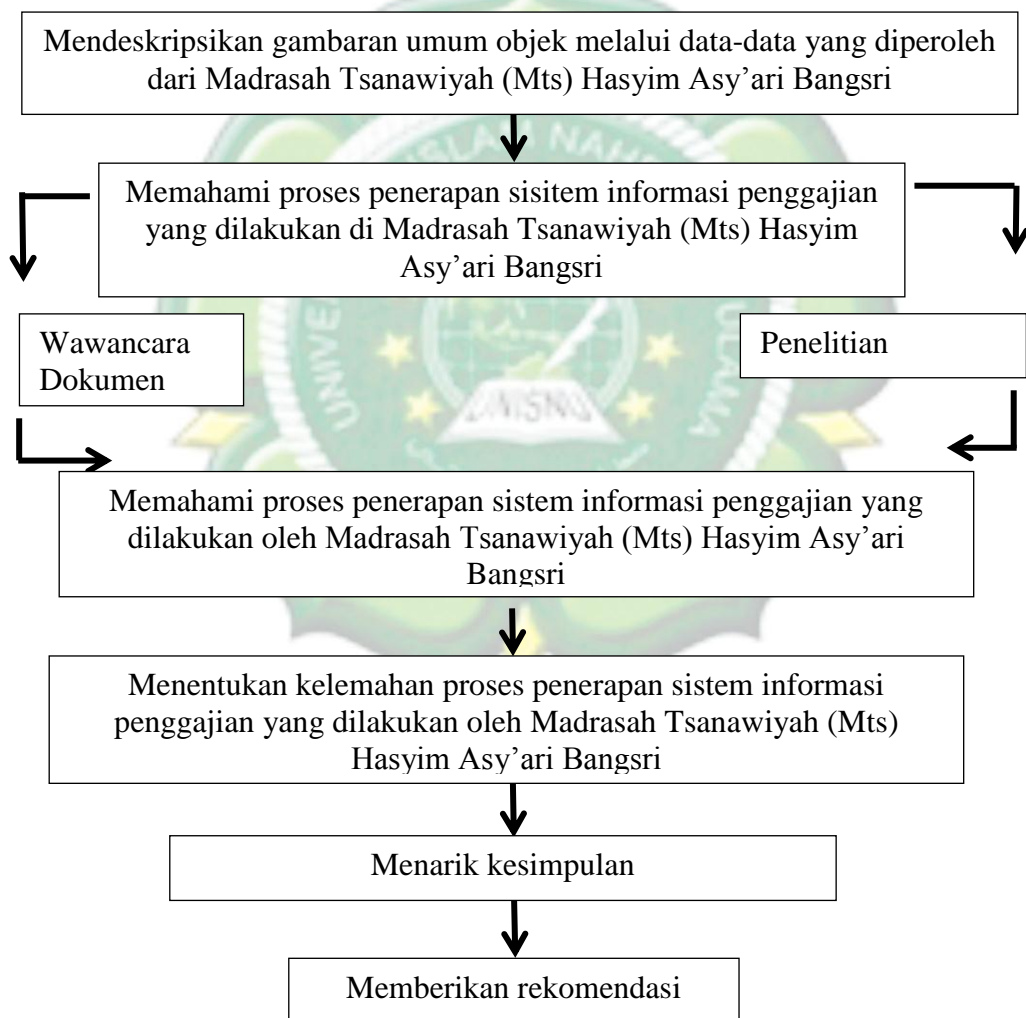 Mendeskripsikan gambaran umum objek melalui data-data yang diperoleh
dari Madrasah Tsanawiyah (Mts) Hasyim Asy’ari Bangsri
Memahami proses penerapan sisitem informasi penggajian
yang dilakukan di Madrasah Tsanawiyah (Mts) Hasyim
Asy’ari Bangsri
Wawancara
Dokumen
Penelitian
UNISNU
Memahami proses penerapan sistem informasi penggajian yang
dilakukan oleh Madrasah Tsanawiyah (Mts) Hasyim Asy’ari
Bangsri
Menentukan kelemahan proses penerapan sistem informasi
penggajian yang dilakukan oleh Madrasah Tsanawiyah (Mts)
Hasyim Asy’ari Bangsri
Menarik kesimpulan
Memberikan rekomendasi